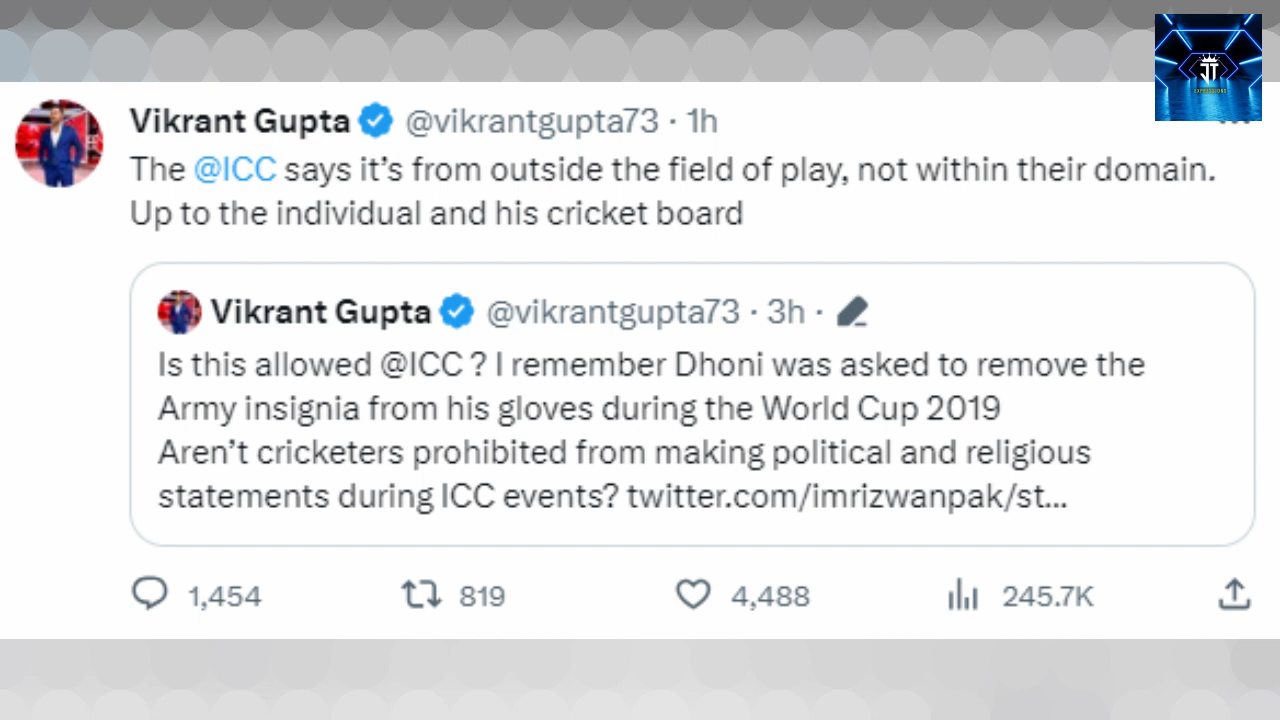 Vikrant Gupta @vikrantgupta73 · 1h
The @ICC says it’s from outside the field of play, not within their domain.
Up to the individual and his cricket board
Vikrant Gupta @vikrantgupta73 · 3h ·
Is this allowed @ICC ? I remember Dhoni was asked to remove the
Army insignia from his gloves during the World Cup 2019
Aren’t cricketers prohibited from making political and religious
statements during ICC events? twitter.com/imrizwanpak/st...
1,454 819 4,488 245.7K
JT
EXPRESSIONS